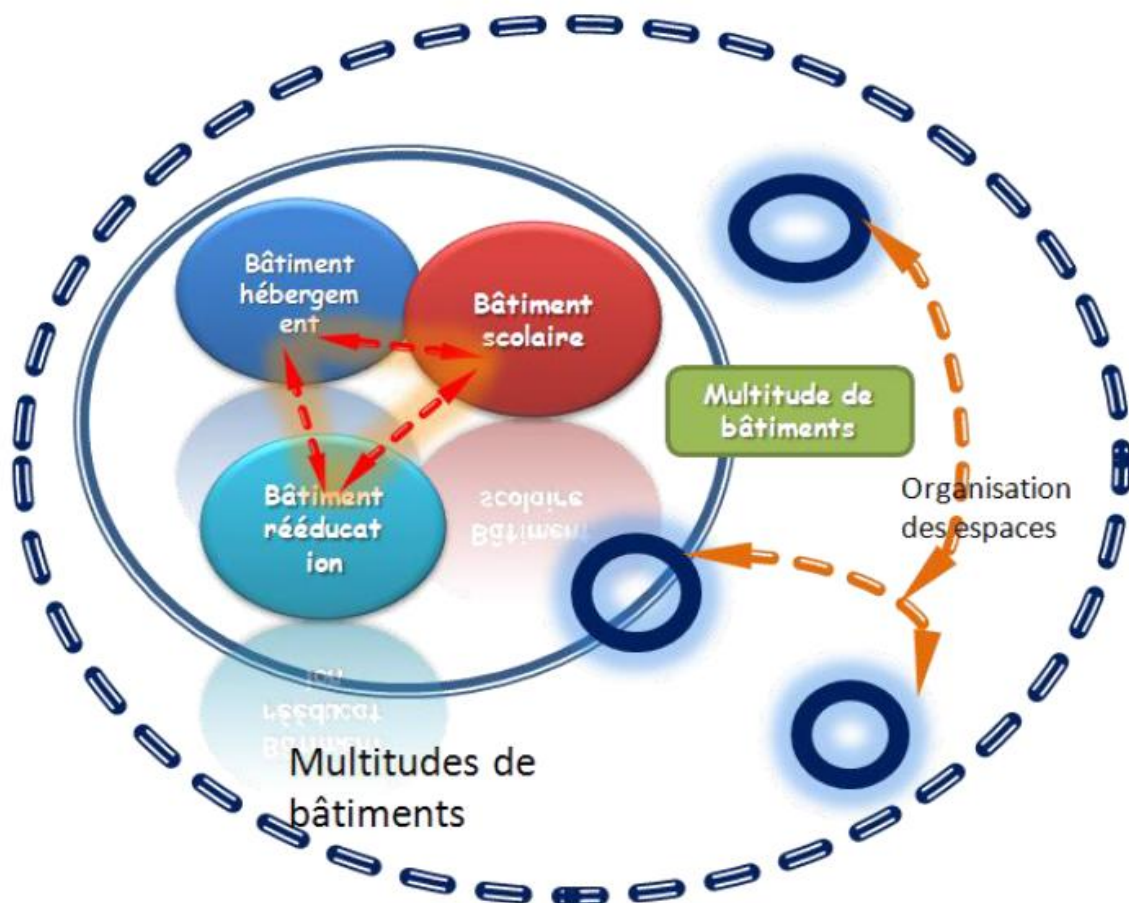 Bâtiment
hébergem
ent
Bâtiment
scolaire
Multitude de
bâtiments
Bâtiment
rééducat
ion
Organisation
des espaces
Multitudes de
bâtiments